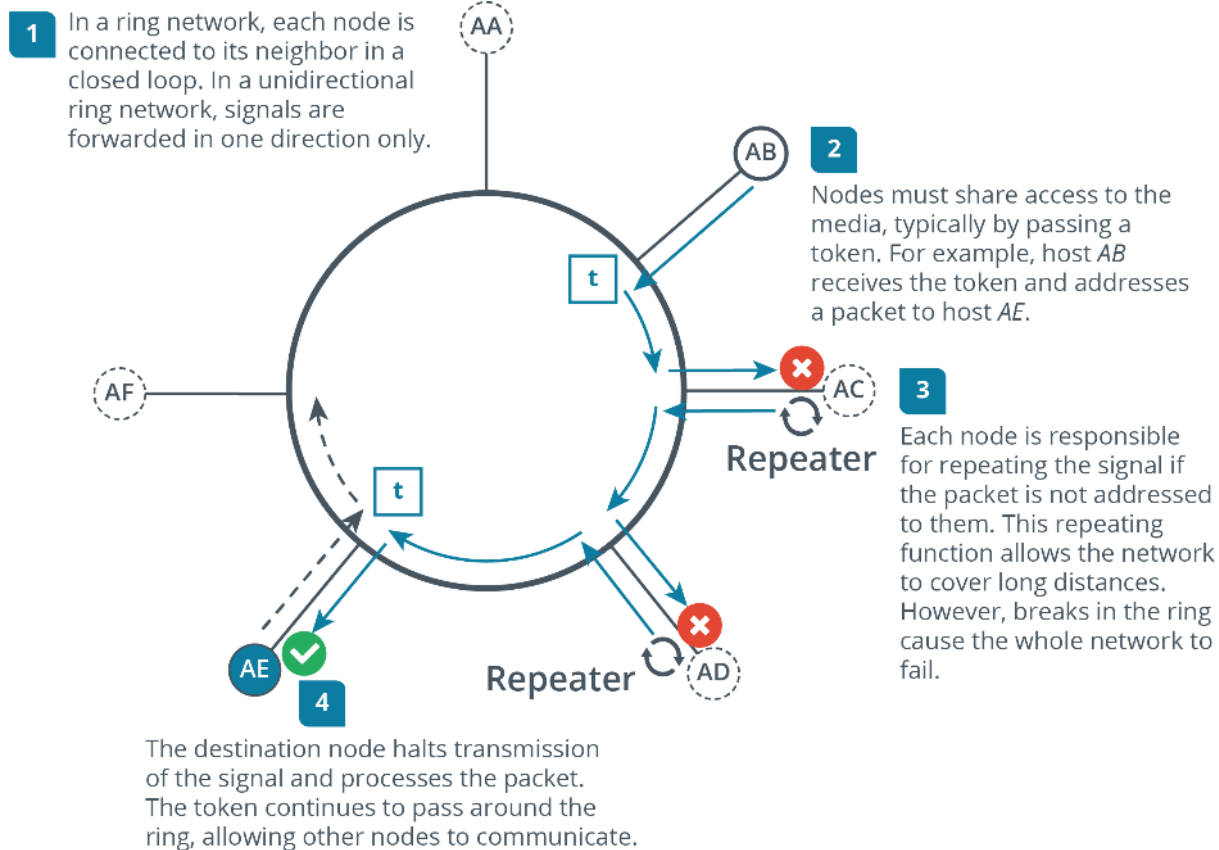 1
In a ring network, each node is
connected to its neighbor in a
closed loop. In a unidirectional
ring network, signals are
forwarded in one direction only.
AA
AB
2
Nodes must share access to the
media, typically by passing a
token. For example, host AB
receives the token and addresses
a packet to host AE.
t
AF
AC
Repeater
3
Each node is responsible
for repeating the signal if
the packet is not addressed
to them. This repeating
function allows the network
to cover long distances.
However, breaks in the ring
cause the whole network to
fail.
t
AE
Repeater
AD
4
The destination node halts transmission
of the signal and processes the packet.
The token continues to pass around the
ring, allowing other nodes to communicate.